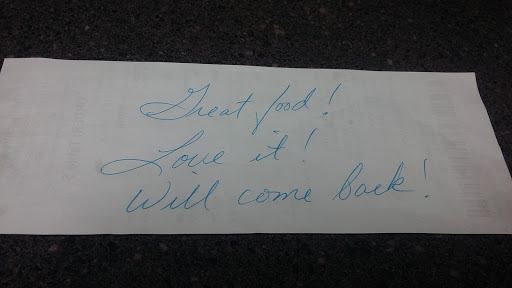 Great food!
Love it!
Will come back!